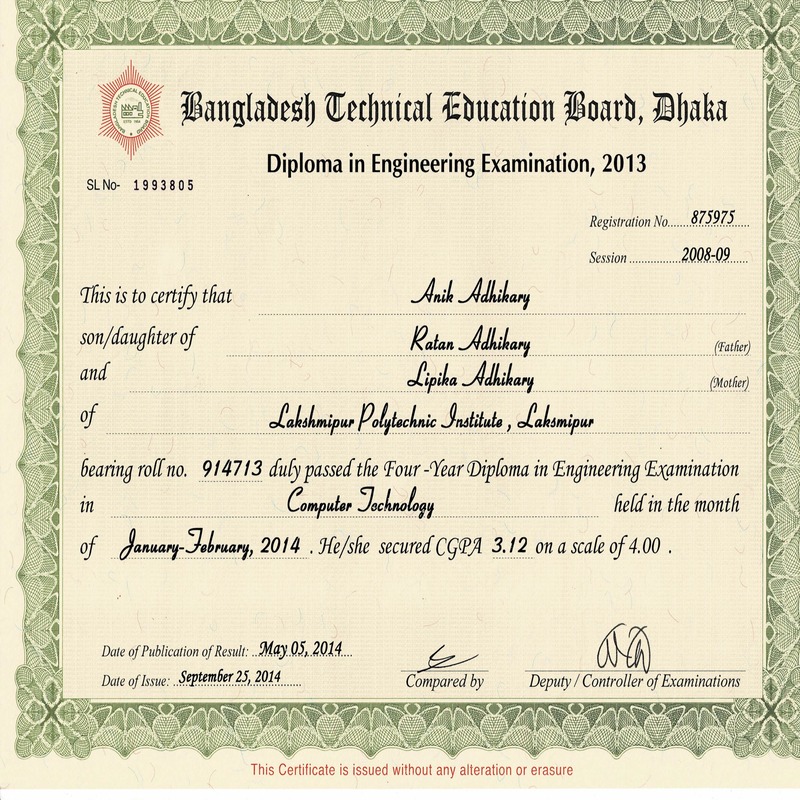 Bangladesh Technical Education Board, Dhaka
Diploma in Engineering Examination, 2013
SL No- 1993805
Registration No. 875975
Session 2008-09
This is to certify that Anik Adhikary
son/daughter of Ratan Adhikary (Father)
and Lipika Adhikary (Mother)
of Lakshmipur Polytechnic Institute , Laksmipur
bearing roll no. 914713 duly passed the Four -Year Diploma in Engineering Examination
in Computer Technology held in the month
of January-February, 2014 . He/she secured CGPA 3.12 on a scale of 4.00 .
Date of Publication of Result: May 05, 2014
Date of Issue: September 25, 2014
Compared by
Deputy / Controller of Examinations
This Certificate is issued without any alteration or erasure